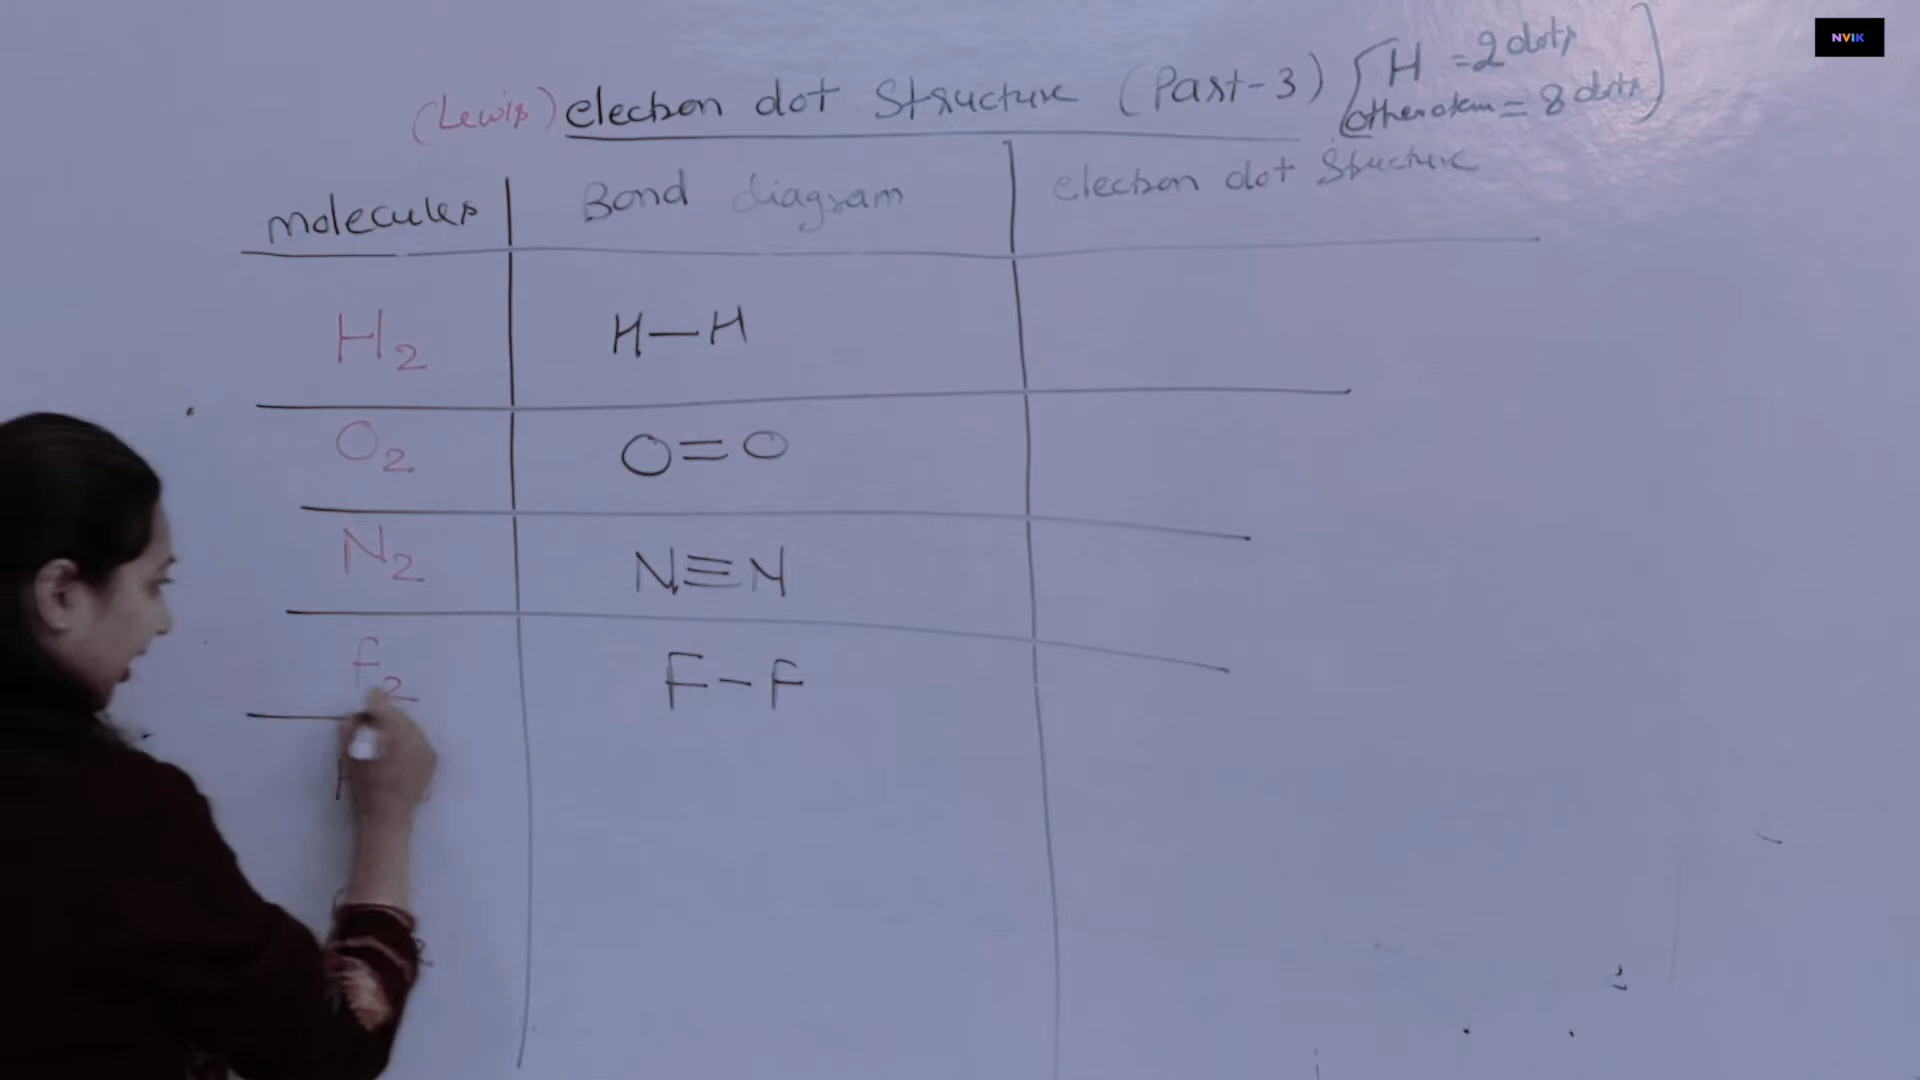 NVIK
(Lewis) electron dot Structure (Part-3) [H = 2 dots
other atom = 8 dots]
molecules Bond diagram electron dot Structure
H2 H—H
O2 O=O
N2 N≡N
f2 F-F